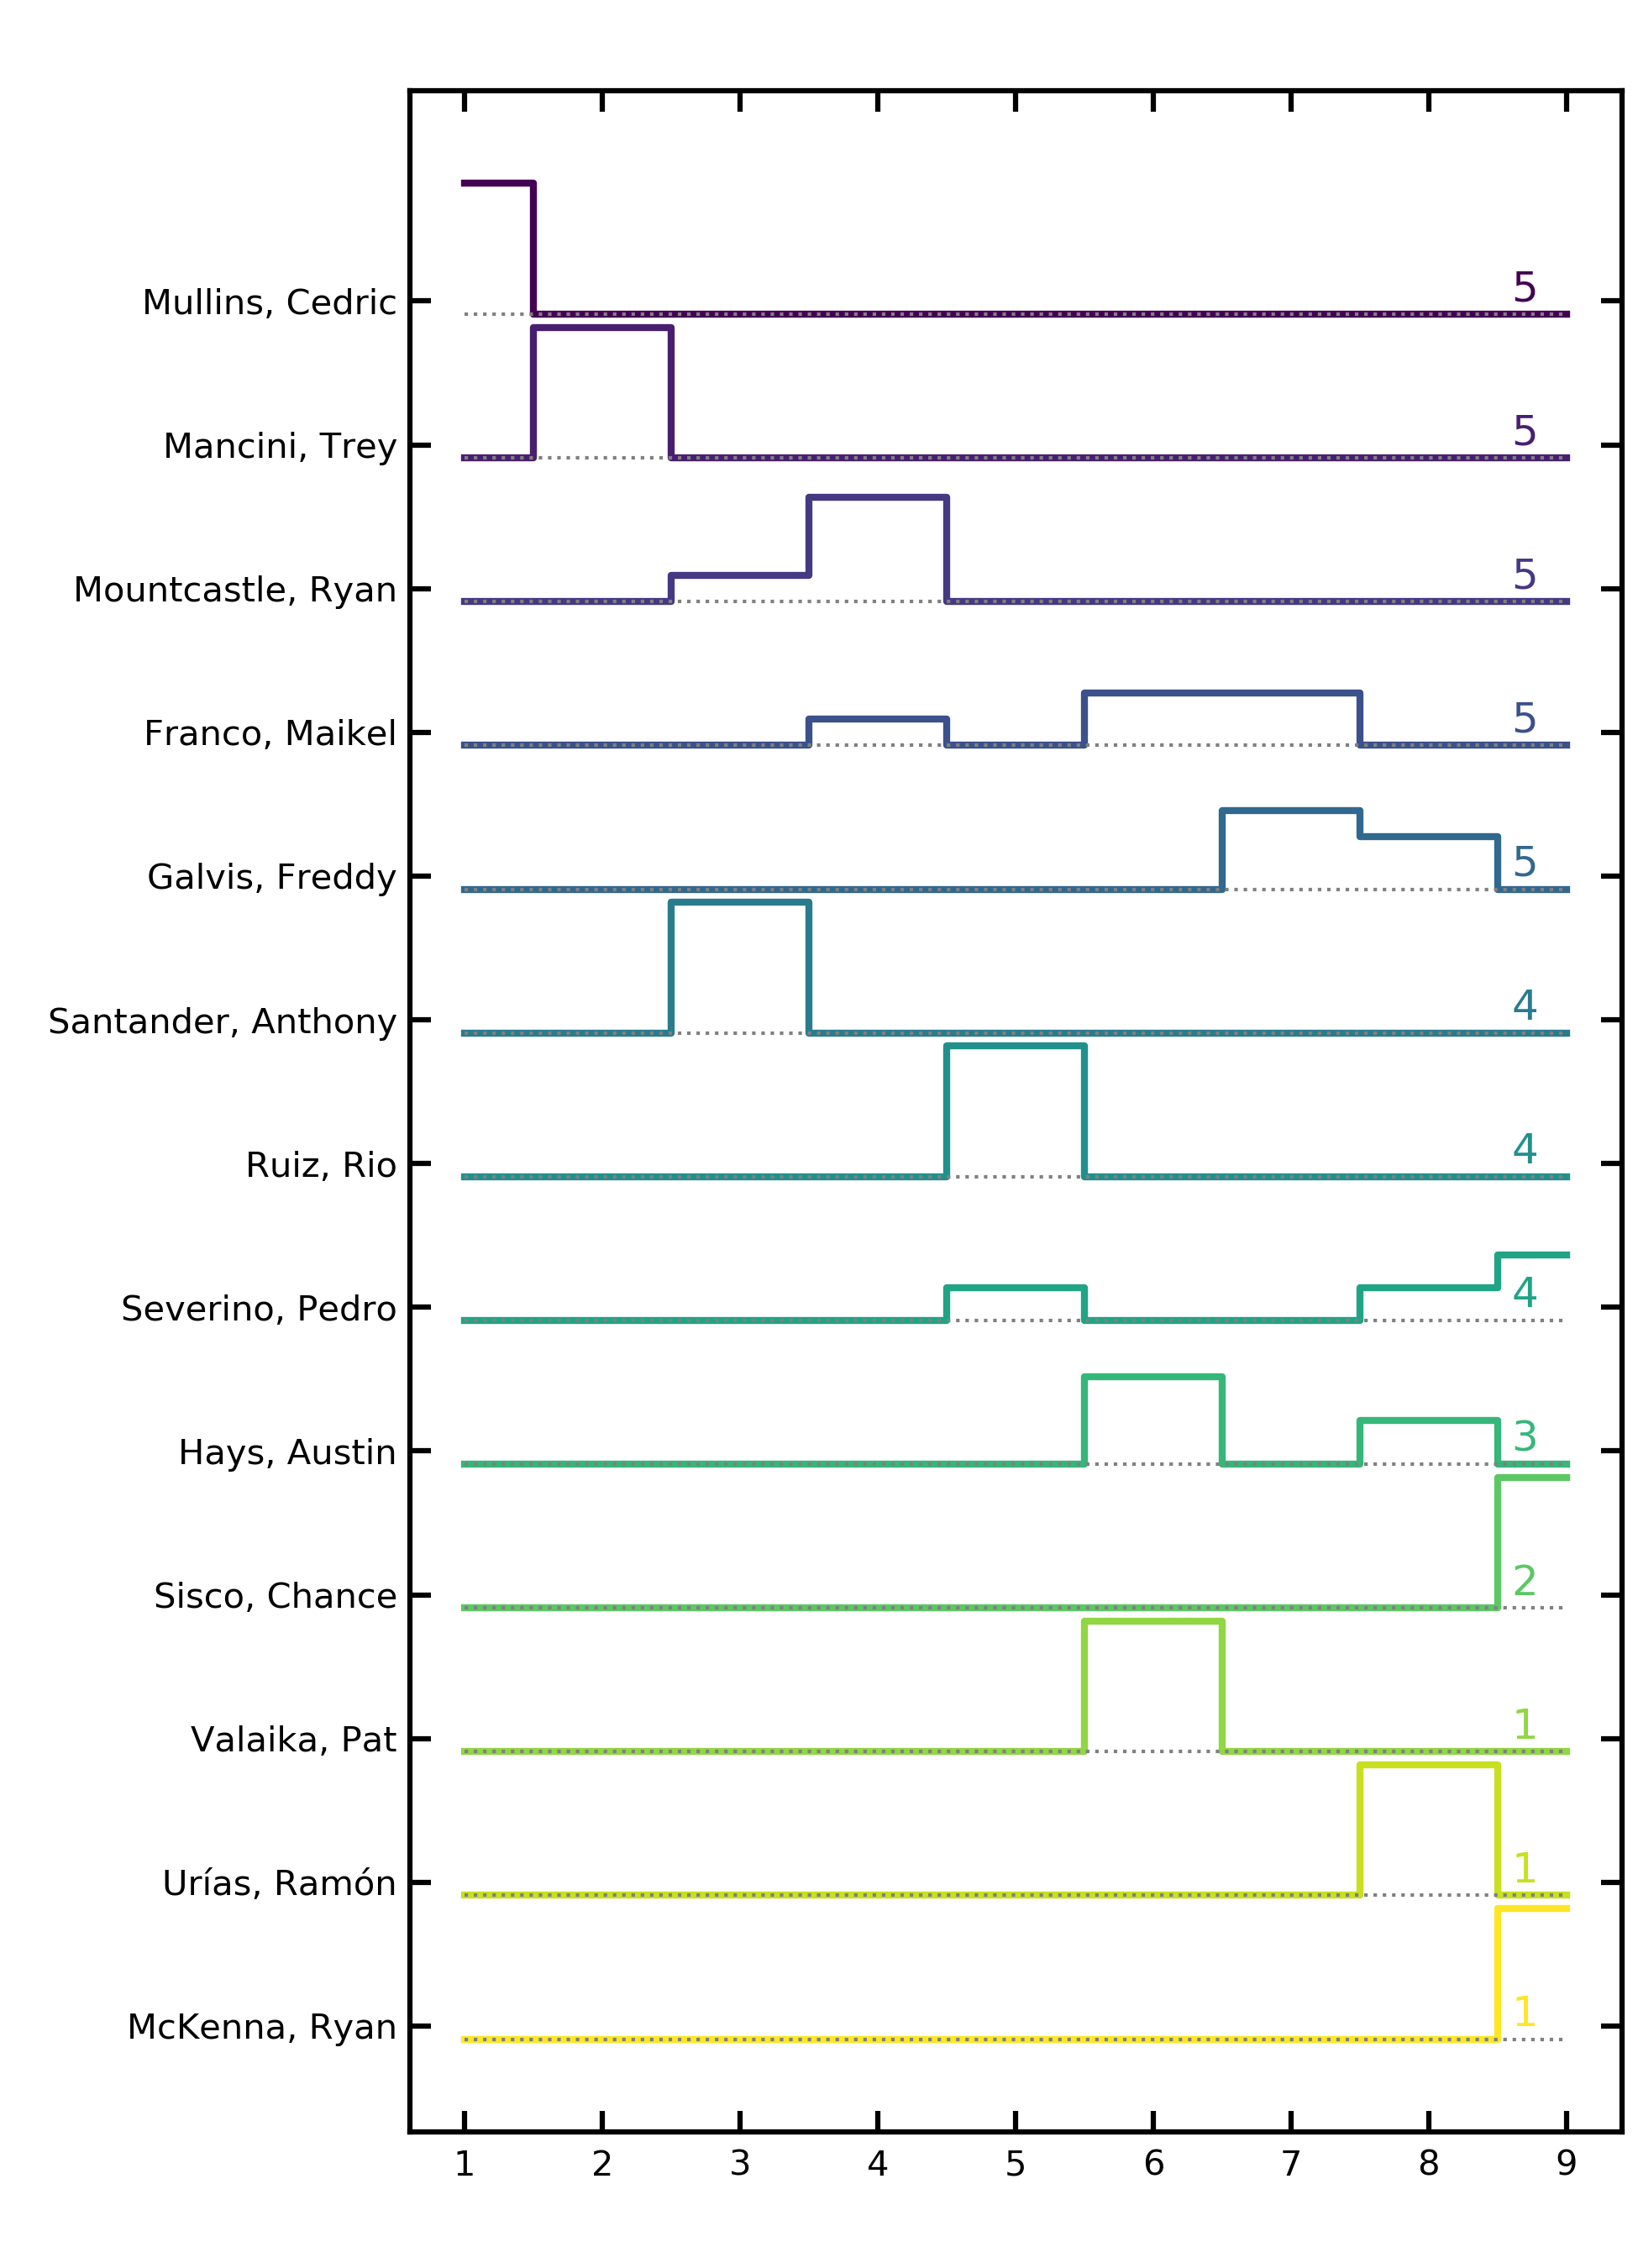 Mullins, Cedric 5
Mancini, Trey 5
Mountcastle, Ryan 5
Franco, Maikel 5
Galvis, Freddy 5
Santander, Anthony 4
Ruiz, Rio 4
Severino, Pedro 4
Hays, Austin 3
Sisco, Chance 2
Valaika, Pat 1
Urías, Ramón 1
McKenna, Ryan 1
1 2 3 4 5 6 7 8 9